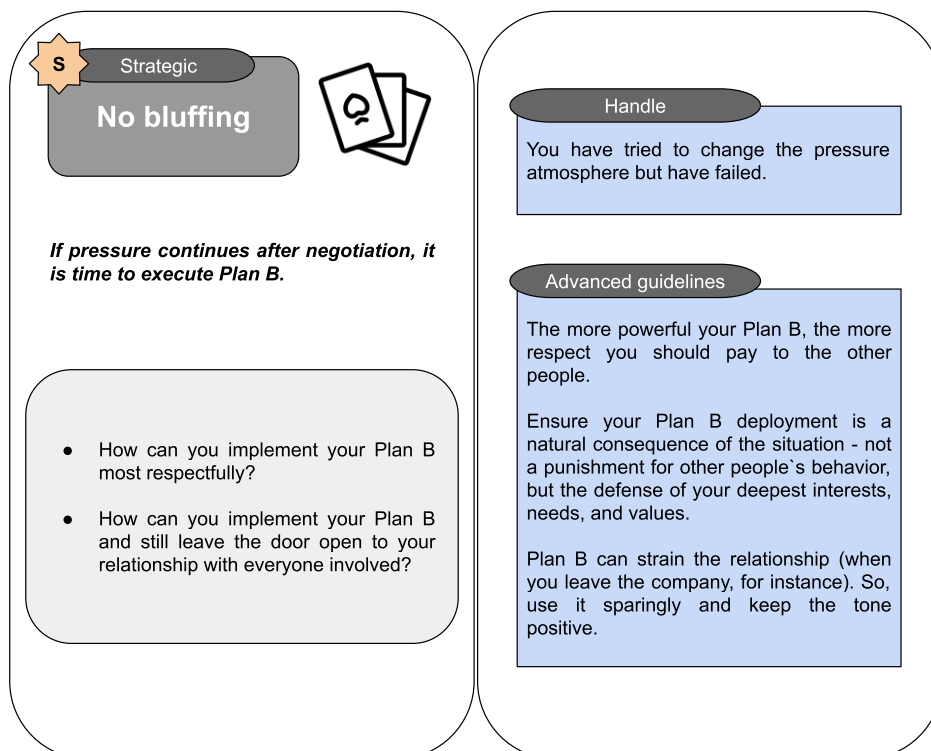 S
Strategic
No bluffing
If pressure continues after negotiation, it
is time to execute Plan B.
● How can you implement your Plan B
most respectfully?
● How can you implement your Plan B
and still leave the door open to your
relationship with everyone involved?
Handle
You have tried to change the pressure
atmosphere but have failed.
Advanced guidelines
The more powerful your Plan B, the more
respect you should pay to the other
people.
Ensure your Plan B deployment is a
natural consequence of the situation - not
a punishment for other people`s behavior,
but the defense of your deepest interests,
needs, and values.
Plan B can strain the relationship (when
you leave the company, for instance). So,
use it sparingly and keep the tone
positive.